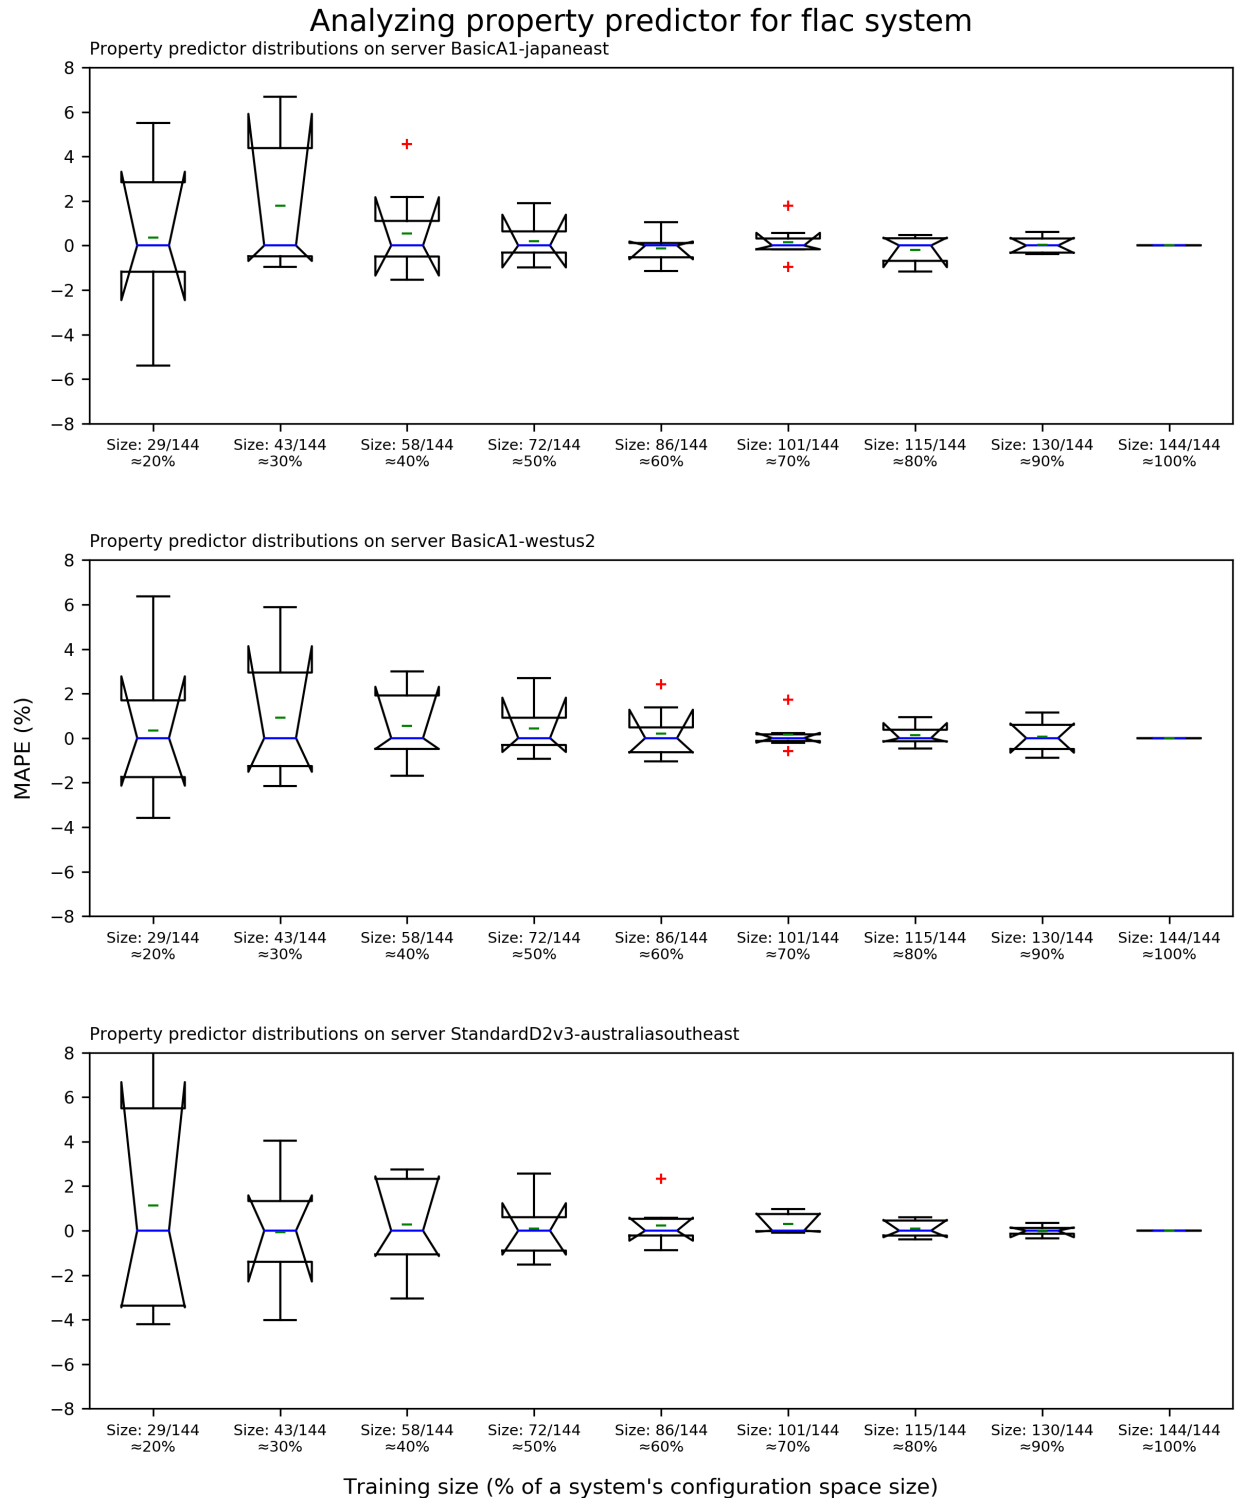 Analyzing property predictor for flac system
Property predictor distributions on server BasicA1-japaneast
8
6
4
2
0
−2
−4
−6
−8
Size: 29/144 Size: 43/144 Size: 58/144 Size: 72/144 Size: 86/144 Size: 101/144 Size: 115/144 Size: 130/144 Size: 144/144
≈20% ≈30% ≈40% ≈50% ≈60% ≈70% ≈80% ≈90% ≈100%
Property predictor distributions on server BasicA1-westus2
MAPE (%)
8
6
4
2
0
−2
−4
−6
−8
Size: 29/144 Size: 43/144 Size: 58/144 Size: 72/144 Size: 86/144 Size: 101/144 Size: 115/144 Size: 130/144 Size: 144/144
≈20% ≈30% ≈40% ≈50% ≈60% ≈70% ≈80% ≈90% ≈100%
Property predictor distributions on server StandardD2v3-australiasoutheast
8
6
4
2
0
−2
−4
−6
−8
Size: 29/144 Size: 43/144 Size: 58/144 Size: 72/144 Size: 86/144 Size: 101/144 Size: 115/144 Size: 130/144 Size: 144/144
≈20% ≈30% ≈40% ≈50% ≈60% ≈70% ≈80% ≈90% ≈100%
Training size (% of a system's configuration space size)